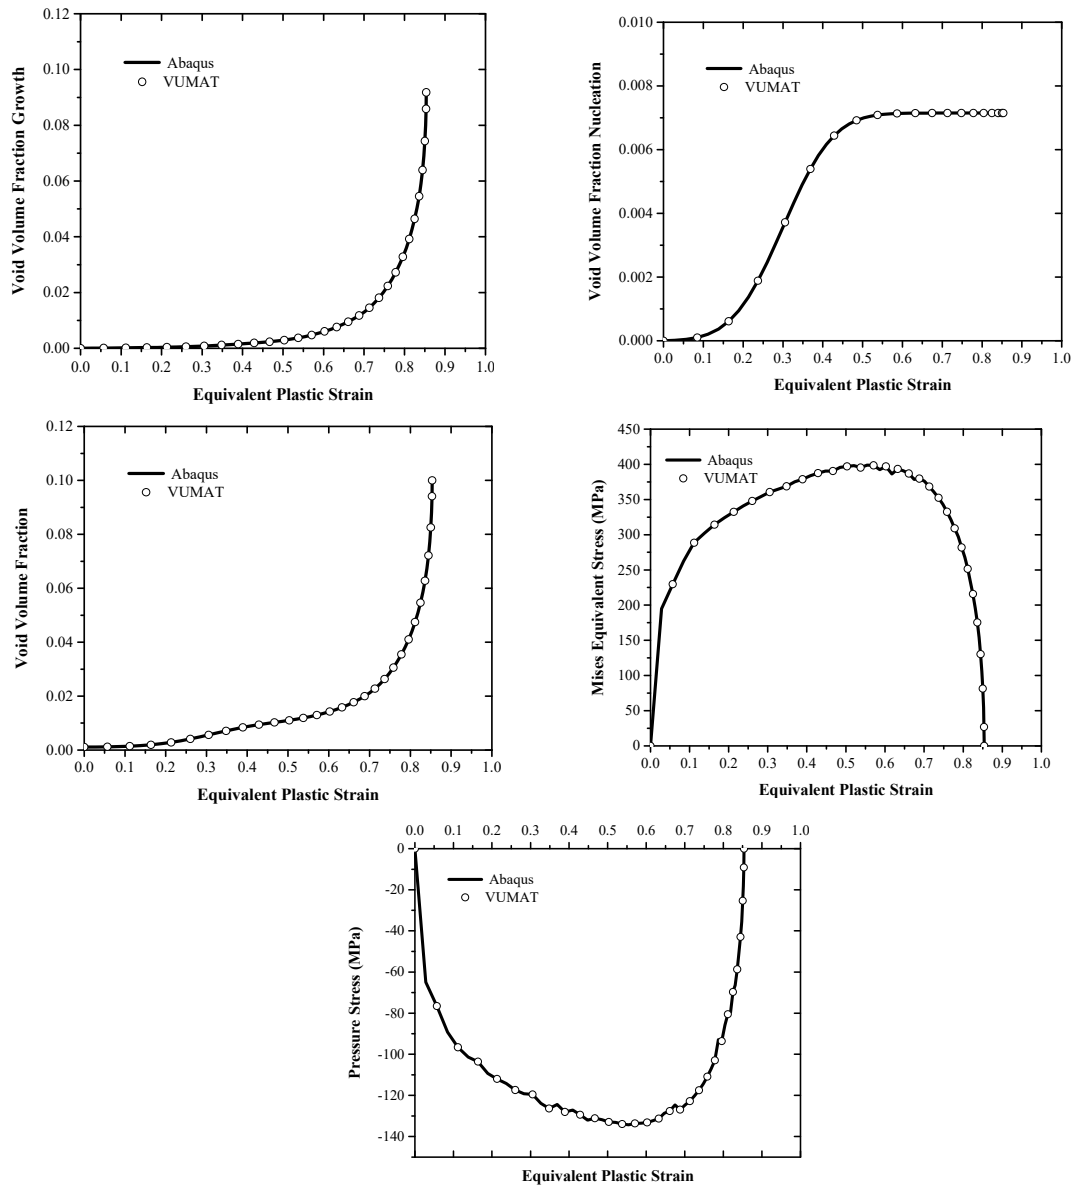 0.12
0.10
0.08
0.06
0.04
0.02
0.00
Void Volume Fraction Growth
Abaqus
VUMAT
0.0 0.1 0.2 0.3 0.4 0.5 0.6 0.7 0.8 0.9 1.0
Equivalent Plastic Strain
0.010
0.008
0.006
0.004
0.002
0.000
Void Volume Fraction Nucleation
Abaqus
VUMAT
0.0 0.1 0.2 0.3 0.4 0.5 0.6 0.7 0.8 0.9 1.0
Equivalent Plastic Strain
0.12
0.10
0.08
0.06
0.04
0.02
0.00
Void Volume Fraction
Abaqus
VUMAT
0.0 0.1 0.2 0.3 0.4 0.5 0.6 0.7 0.8 0.9 1.0
Equivalent Plastic Strain
450
400
350
300
250
200
150
100
50
0
Mises Equivalent Stress (MPa)
Abaqus
VUMAT
0.0 0.1 0.2 0.3 0.4 0.5 0.6 0.7 0.8 0.9 1.0
Equivalent Plastic Strain
0.0 0.1 0.2 0.3 0.4 0.5 0.6 0.7 0.8 0.9 1.0
0
-20
-40
-60
-80
-100
-120
-140
Pressure Stress (MPa)
Abaqus
VUMAT
Equivalent Plastic Strain